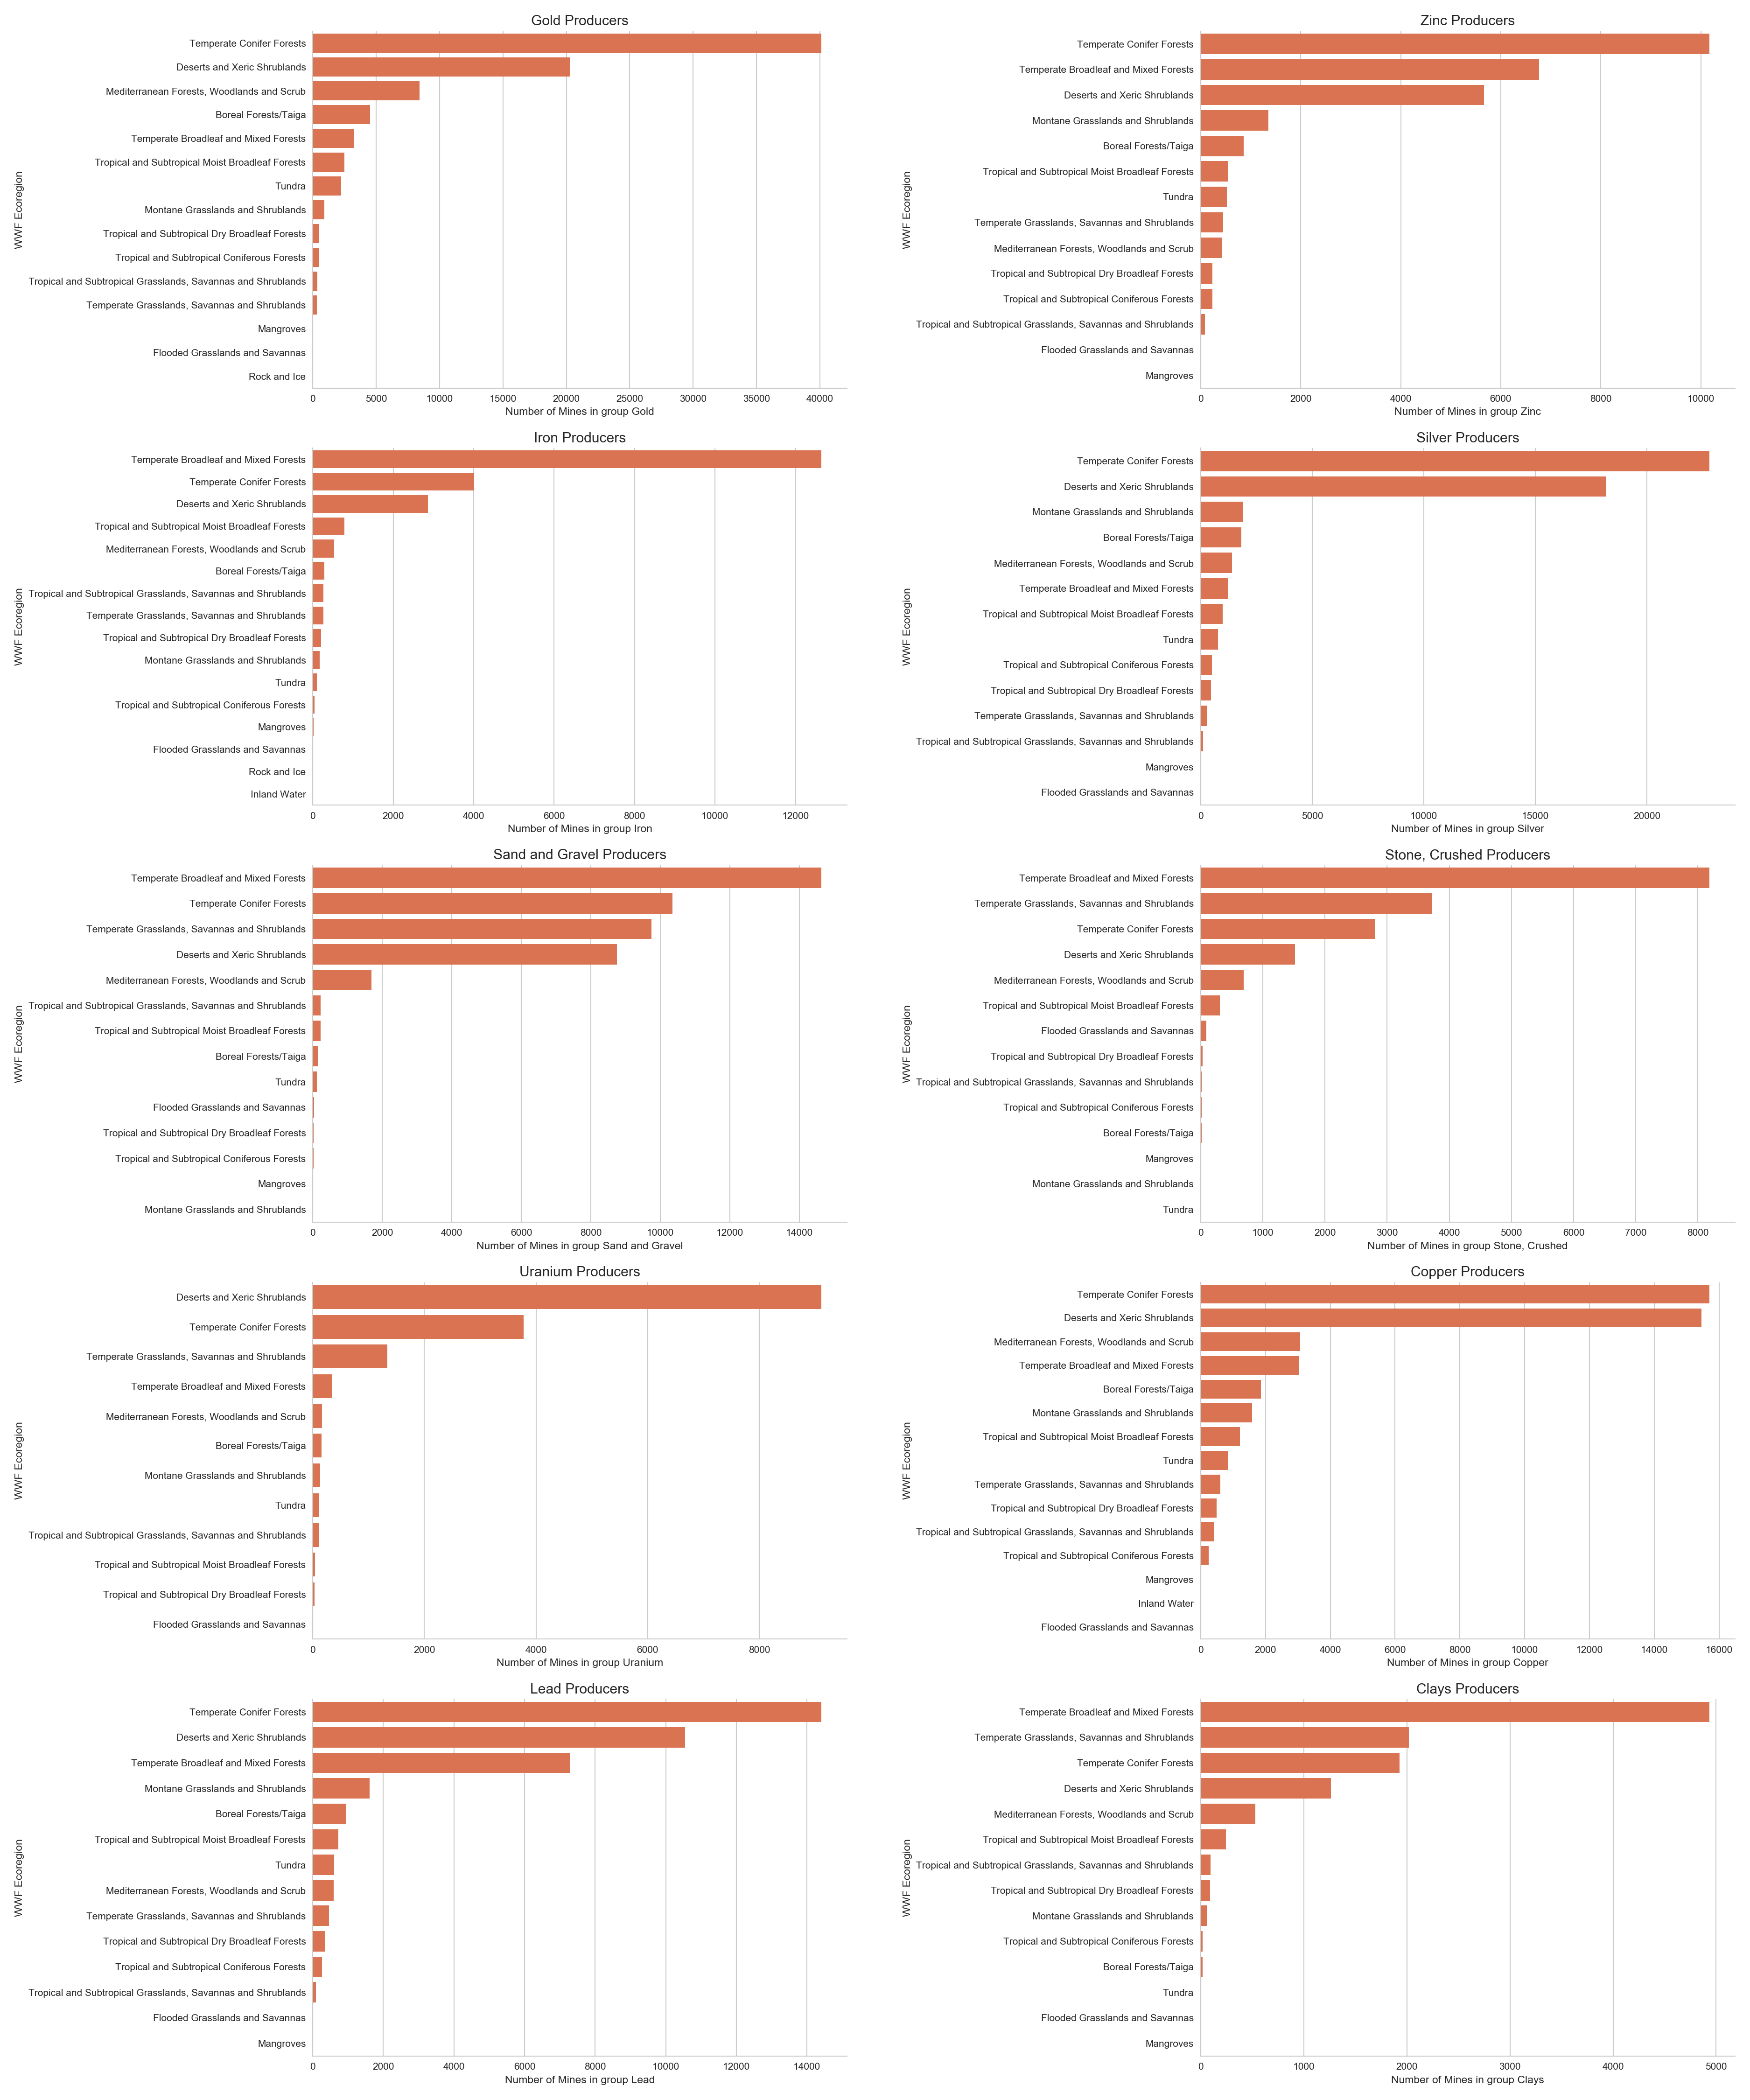 Gold Producers
WWF Ecoregion
Temperate Conifer Forests
Deserts and Xeric Shrublands
Mediterranean Forests, Woodlands and Scrub
Boreal Forests/Taiga
Temperate Broadleaf and Mixed Forests
Tropical and Subtropical Moist Broadleaf Forests
Tundra
Montane Grasslands and Shrublands
Tropical and Subtropical Dry Broadleaf Forests
Tropical and Subtropical Coniferous Forests
Tropical and Subtropical Grasslands, Savannas and Shrublands
Temperate Grasslands, Savannas and Shrublands
Mangroves
Flooded Grasslands and Savannas
Rock and Ice
0 5000 10000 15000 20000 25000 30000 35000 40000
Number of Mines in group Gold
Zinc Producers
WWF Ecoregion
Temperate Conifer Forests
Temperate Broadleaf and Mixed Forests
Deserts and Xeric Shrublands
Montane Grasslands and Shrublands
Boreal Forests/Taiga
Tropical and Subtropical Moist Broadleaf Forests
Tundra
Temperate Grasslands, Savannas and Shrublands
Mediterranean Forests, Woodlands and Scrub
Tropical and Subtropical Dry Broadleaf Forests
Tropical and Subtropical Coniferous Forests
Tropical and Subtropical Grasslands, Savannas and Shrublands
Flooded Grasslands and Savannas
Mangroves
0 2000 4000 6000 8000 10000
Number of Mines in group Zinc
Iron Producers
WWF Ecoregion
Temperate Broadleaf and Mixed Forests
Temperate Conifer Forests
Deserts and Xeric Shrublands
Tropical and Subtropical Moist Broadleaf Forests
Mediterranean Forests, Woodlands and Scrub
Boreal Forests/Taiga
Tropical and Subtropical Grasslands, Savannas and Shrublands
Temperate Grasslands, Savannas and Shrublands
Tropical and Subtropical Dry Broadleaf Forests
Montane Grasslands and Shrublands
Tundra
Tropical and Subtropical Coniferous Forests
Mangroves
Flooded Grasslands and Savannas
Rock and Ice
Inland Water
0 2000 4000 6000 8000 10000 12000
Number of Mines in group Iron
Silver Producers
WWF Ecoregion
Temperate Conifer Forests
Deserts and Xeric Shrublands
Montane Grasslands and Shrublands
Boreal Forests/Taiga
Mediterranean Forests, Woodlands and Scrub
Temperate Broadleaf and Mixed Forests
Tropical and Subtropical Moist Broadleaf Forests
Tundra
Tropical and Subtropical Coniferous Forests
Tropical and Subtropical Dry Broadleaf Forests
Temperate Grasslands, Savannas and Shrublands
Tropical and Subtropical Grasslands, Savannas and Shrublands
Mangroves
Flooded Grasslands and Savannas
0 5000 10000 15000 20000
Number of Mines in group Silver
Sand and Gravel Producers
WWF Ecoregion
Temperate Broadleaf and Mixed Forests
Temperate Conifer Forests
Temperate Grasslands, Savannas and Shrublands
Deserts and Xeric Shrublands
Mediterranean Forests, Woodlands and Scrub
Tropical and Subtropical Grasslands, Savannas and Shrublands
Tropical and Subtropical Moist Broadleaf Forests
Boreal Forests/Taiga
Tundra
Flooded Grasslands and Savannas
Tropical and Subtropical Dry Broadleaf Forests
Tropical and Subtropical Coniferous Forests
Mangroves
Montane Grasslands and Shrublands
0 2000 4000 6000 8000 10000 12000 14000
Number of Mines in group Sand and Gravel
Stone, Crushed Producers
WWF Ecoregion
Temperate Broadleaf and Mixed Forests
Temperate Grasslands, Savannas and Shrublands
Temperate Conifer Forests
Deserts and Xeric Shrublands
Mediterranean Forests, Woodlands and Scrub
Tropical and Subtropical Moist Broadleaf Forests
Flooded Grasslands and Savannas
Tropical and Subtropical Dry Broadleaf Forests
Tropical and Subtropical Grasslands, Savannas and Shrublands
Tropical and Subtropical Coniferous Forests
Boreal Forests/Taiga
Mangroves
Montane Grasslands and Shrublands
Tundra
0 1000 2000 3000 4000 5000 6000 7000 8000
Number of Mines in group Stone, Crushed
Uranium Producers
WWF Ecoregion
Deserts and Xeric Shrublands
Temperate Conifer Forests
Temperate Grasslands, Savannas and Shrublands
Temperate Broadleaf and Mixed Forests
Mediterranean Forests, Woodlands and Scrub
Boreal Forests/Taiga
Montane Grasslands and Shrublands
Tundra
Tropical and Subtropical Grasslands, Savannas and Shrublands
Tropical and Subtropical Moist Broadleaf Forests
Tropical and Subtropical Dry Broadleaf Forests
Flooded Grasslands and Savannas
0 2000 4000 6000 8000
Number of Mines in group Uranium
Copper Producers
WWF Ecoregion
Temperate Conifer Forests
Deserts and Xeric Shrublands
Mediterranean Forests, Woodlands and Scrub
Temperate Broadleaf and Mixed Forests
Boreal Forests/Taiga
Montane Grasslands and Shrublands
Tropical and Subtropical Moist Broadleaf Forests
Tundra
Temperate Grasslands, Savannas and Shrublands
Tropical and Subtropical Dry Broadleaf Forests
Tropical and Subtropical Grasslands, Savannas and Shrublands
Tropical and Subtropical Coniferous Forests
Mangroves
Inland Water
Flooded Grasslands and Savannas
0 2000 4000 6000 8000 10000 12000 14000 16000
Number of Mines in group Copper
Lead Producers
WWF Ecoregion
Temperate Conifer Forests
Deserts and Xeric Shrublands
Temperate Broadleaf and Mixed Forests
Montane Grasslands and Shrublands
Boreal Forests/Taiga
Tropical and Subtropical Moist Broadleaf Forests
Tundra
Mediterranean Forests, Woodlands and Scrub
Temperate Grasslands, Savannas and Shrublands
Tropical and Subtropical Dry Broadleaf Forests
Tropical and Subtropical Coniferous Forests
Tropical and Subtropical Grasslands, Savannas and Shrublands
Flooded Grasslands and Savannas
Mangroves
0 2000 4000 6000 8000 10000 12000 14000
Number of Mines in group Lead
Clays Producers
WWF Ecoregion
Temperate Broadleaf and Mixed Forests
Temperate Grasslands, Savannas and Shrublands
Temperate Conifer Forests
Deserts and Xeric Shrublands
Mediterranean Forests, Woodlands and Scrub
Tropical and Subtropical Moist Broadleaf Forests
Tropical and Subtropical Grasslands, Savannas and Shrublands
Tropical and Subtropical Dry Broadleaf Forests
Montane Grasslands and Shrublands
Tropical and Subtropical Coniferous Forests
Boreal Forests/Taiga
Tundra
Flooded Grasslands and Savannas
Mangroves
0 1000 2000 3000 4000 5000
Number of Mines in group Clays